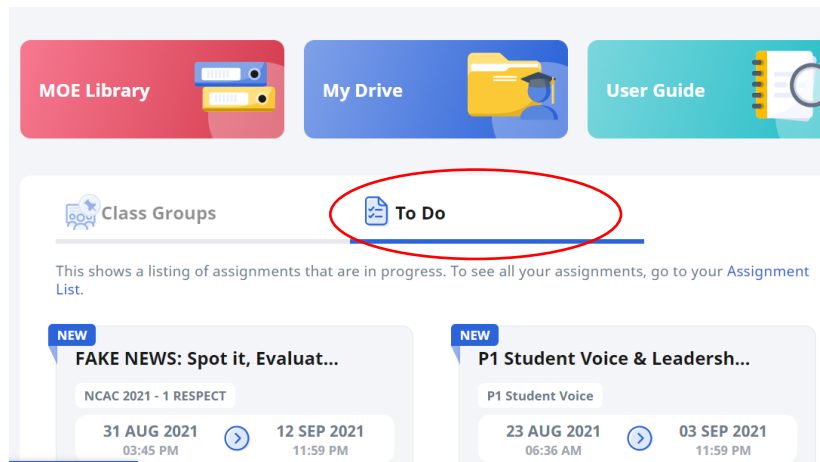 MOE Library
My Drive
User Guide
Class Groups
To Do
This shows a listing of assignments that are in progress. To see all your assignments, go to your Assignment
List.
NEW
FAKE NEWS: Spot it, Evaluat...
NCAC 2021 - 1 RESPECT
31 AUG 2021
03:45 PM
12 SEP 2021
11:59 PM
NEW
P1 Student Voice & Leadersh...
P1 Student Voice
23 AUG 2021
06:36 AM
03 SEP 2021
11:59 PM